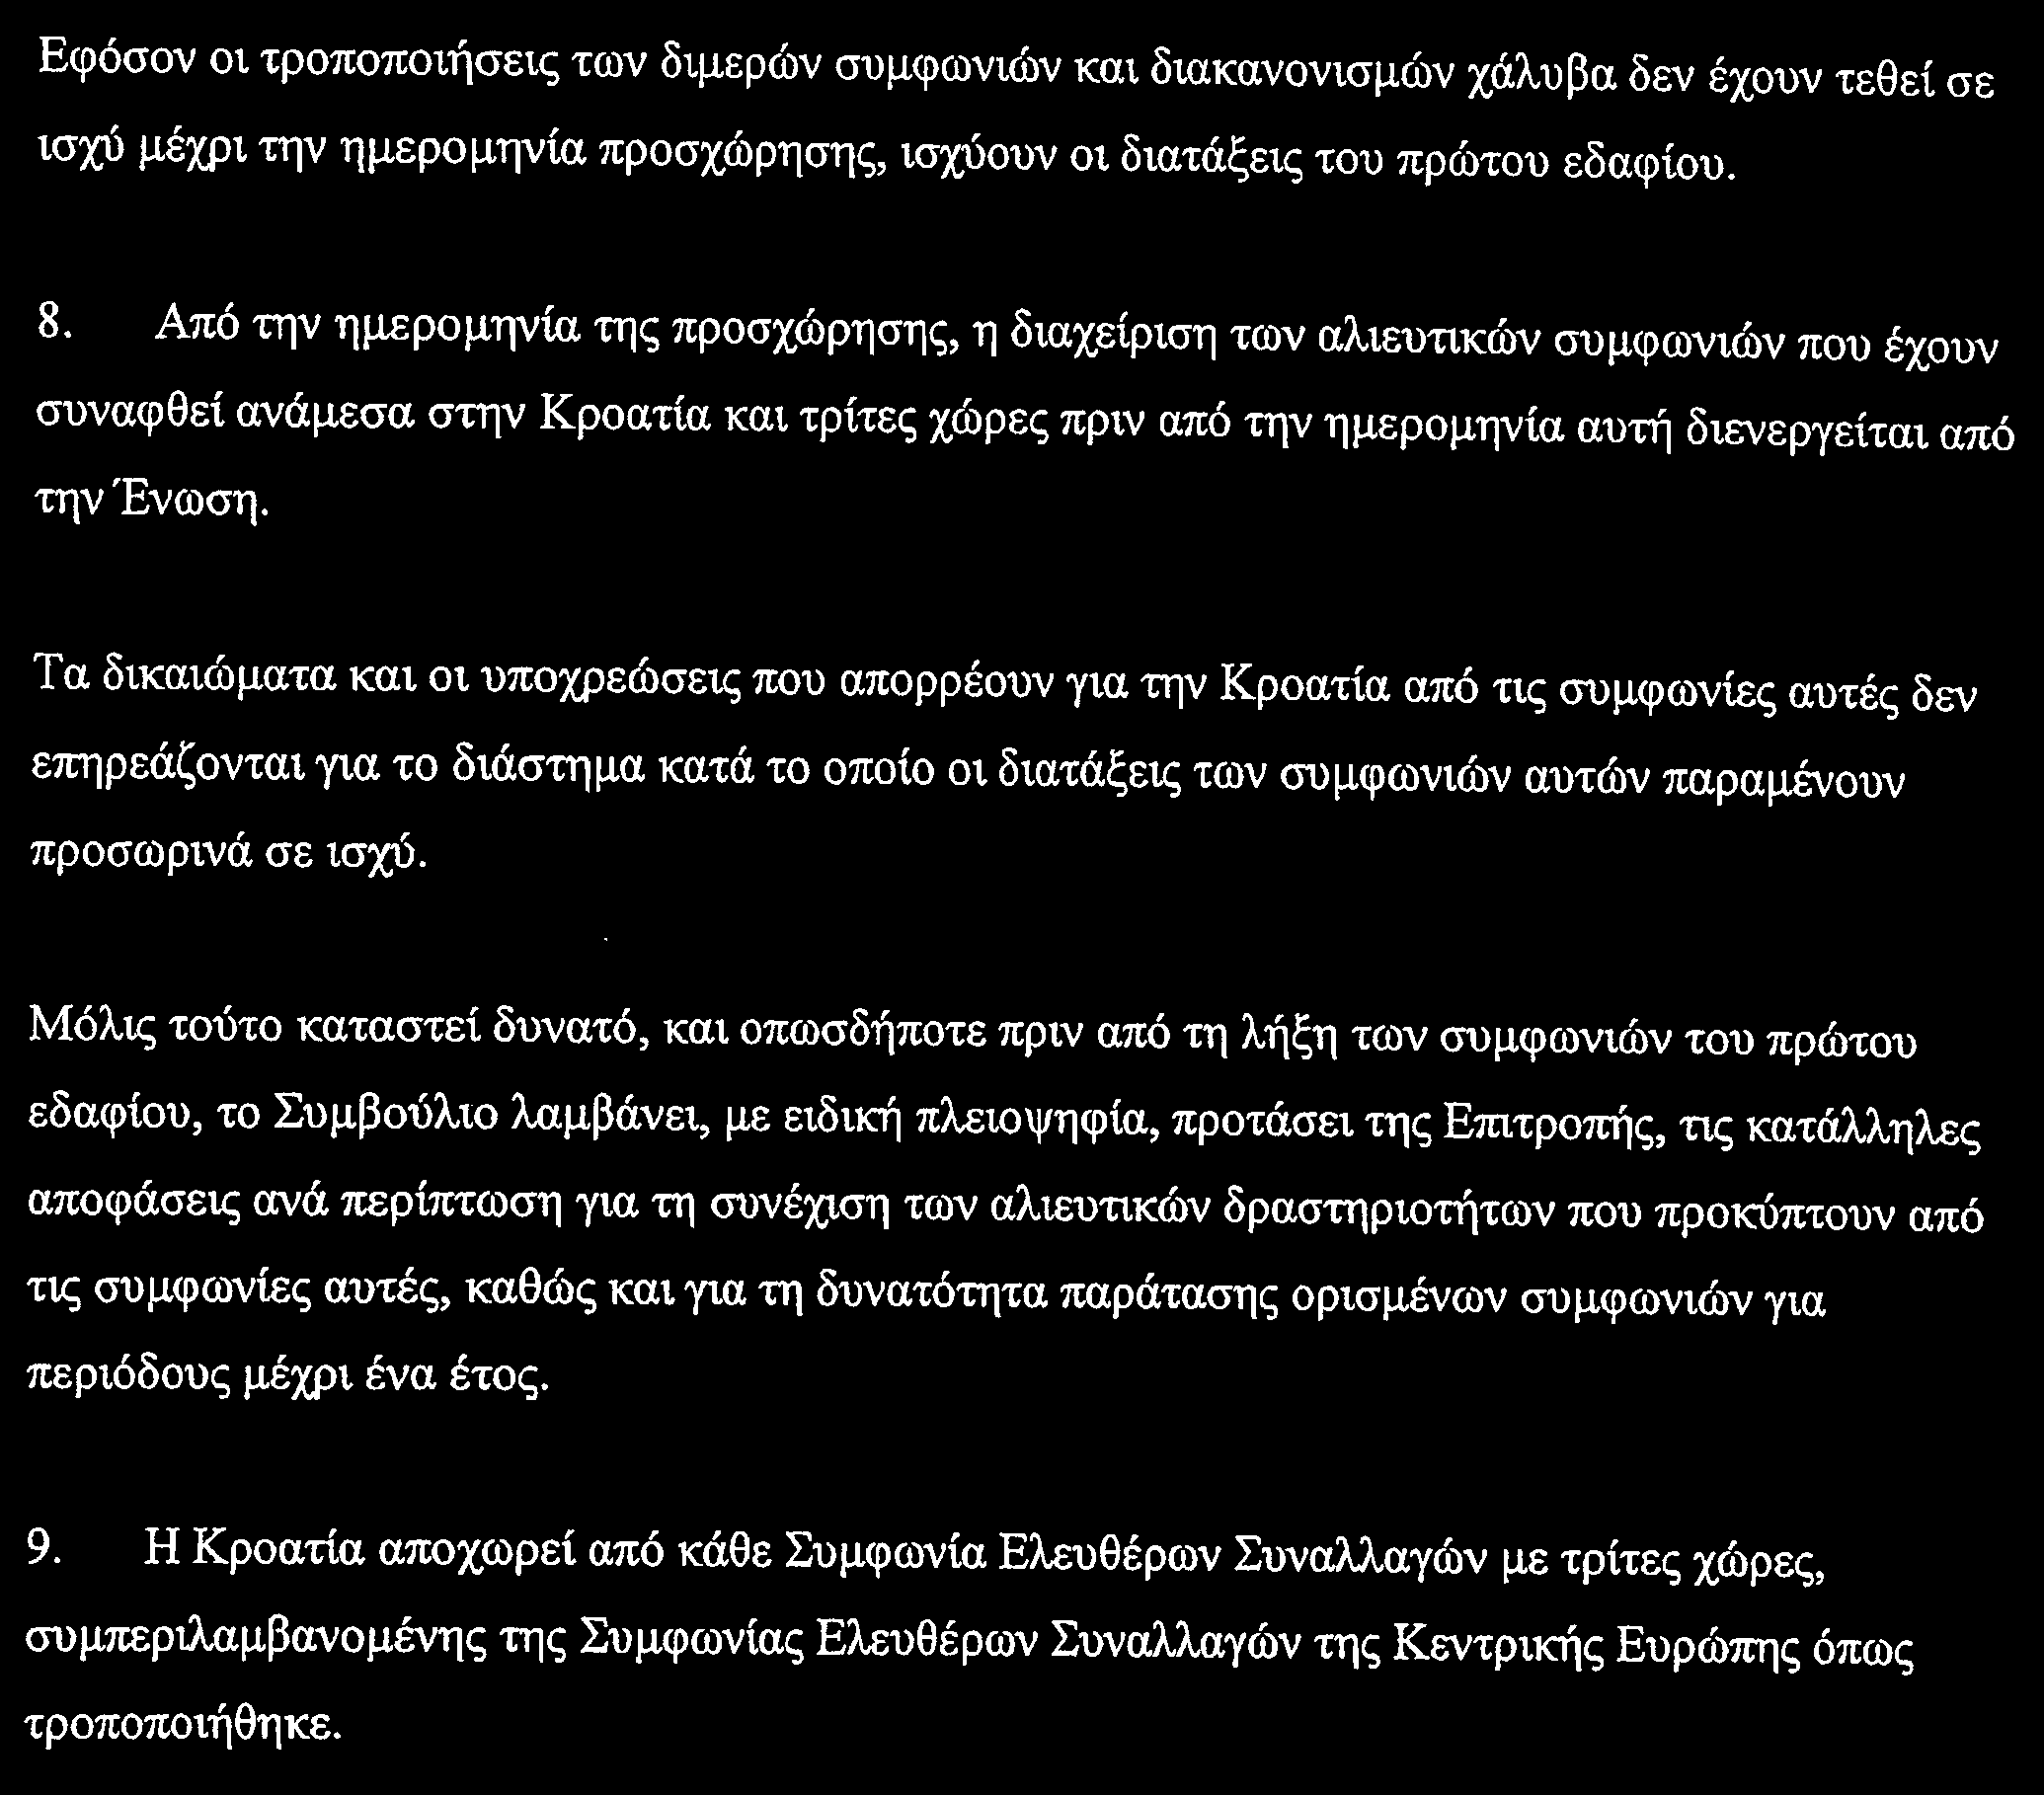 Εφόσον οι τροποποιήσεις των διμερών συμφωνιών και διακανονισμών χάλυβα δεν έχουν τεθεί σε
ισχύ μέχρι την ημερομηνία προσχώρησης, ισχύουν οι διατάξεις του πρώτου εδαφίου.
8. Από την ημερομηνία της προσχώρησης, η διαχείριση των αλιευτικών συμφωνιών που έχουν
συναφθεί ανάμεσα στην Κροατία και τρίτες χώρες πριν από την ημερομηνία αυτή διενεργείται από
την Ένωση.
Τα δικαιώματα και οι υποχρεώσεις που απορρέουν για την Κροατία από τις συμφωνίες αυτές δεν
επηρεάζονται για το διάστημα κατά το οποίο οι διατάξεις των συμφωνιών αυτών παραμένουν
προσωρινά σε ισχύ.
Μόλις τούτο καταστεί δυνατό, και οπωσδήποτε πριν από τη λήξη των συμφωνιών του πρώτου
εδαφίου, το Συμβούλιο λαμβάνει, με ειδική πλειοψηφία, προτάσει της Επιτροπής, τις κατάλληλες
αποφάσεις ανά περίπτωση για τη συνέχιση των αλιευτικών δραστηριοτήτων που προκύπτουν από
τις συμφωνίες αυτές, καθώς και για τη δυνατότητα παράτασης ορισμένων συμφωνιών για
περιόδους μέχρι ένα έτος.
9. Η Κροατία αποχωρεί από κάθε Συμφωνία Ελευθέρων Συναλλαγών με τρίτες χώρες,
συμπεριλαμβανομένης της Συμφωνίας Ελευθέρων Συναλλαγών της Κεντρικής Ευρώπης όπως
τροποποιήθηκε.